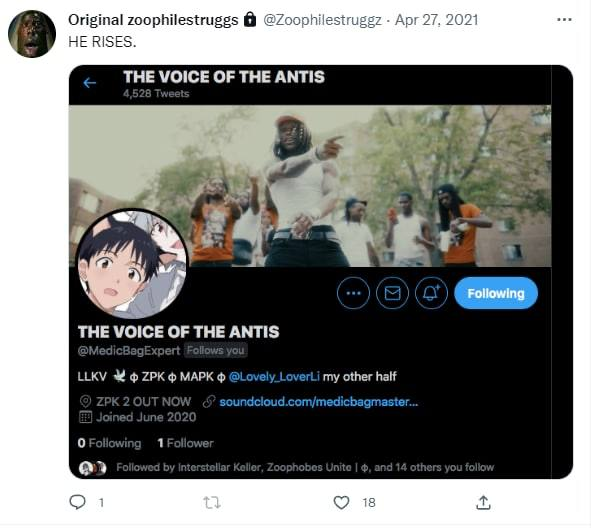 Original zoophilestruggs 🔒 @Zoophilestruggz · Apr 27, 2021
HE RISES.
THE VOICE OF THE ANTIS
4,528 Tweets
Following
THE VOICE OF THE ANTIS
@MedicBagExpert Follows you
LLKV 🕊 ϕ ZPK ϕ MAPK ϕ @Lovely_LoverLi my other half
ZPK 2 OUT NOW soundcloud.com/medicbagmaster...
Joined June 2020
0 Following 1 Follower
Followed by Interstellar Keller, Zoophobes Unite | ϕ, and 14 others you follow
1 18